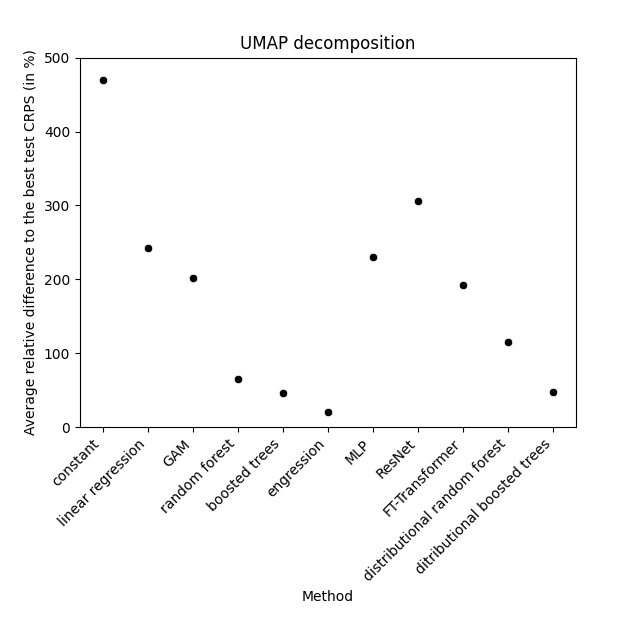 UMAP decomposition
Average relative difference to the best test CRPS (in %)
500
400
300
200
100
0
constant
linear regression
GAM
random forest
boosted trees
engression
MLP
ResNet
FT-Transformer
distributional random forest
ditributional boosted trees
Method